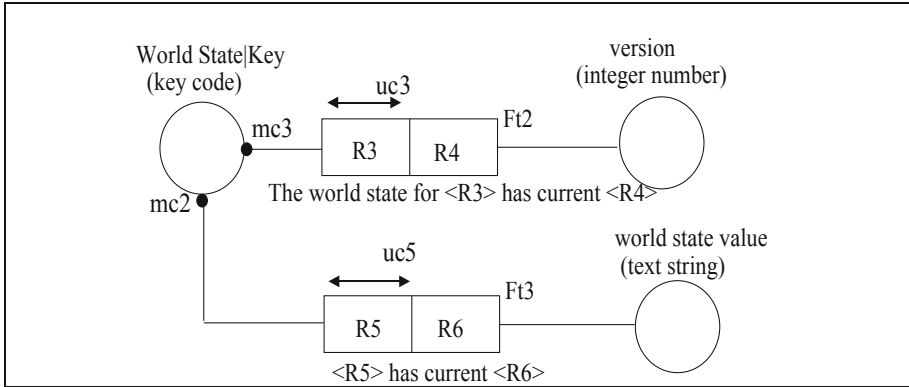 World State|Key
(key code)
version
(integer number)
uc3
mc3
R3
R4
Ft2
The world state for <R3> has current <R4>
mc2
world state value
(text string)
uc5
Ft3
R5
R6
<R5> has current <R6>